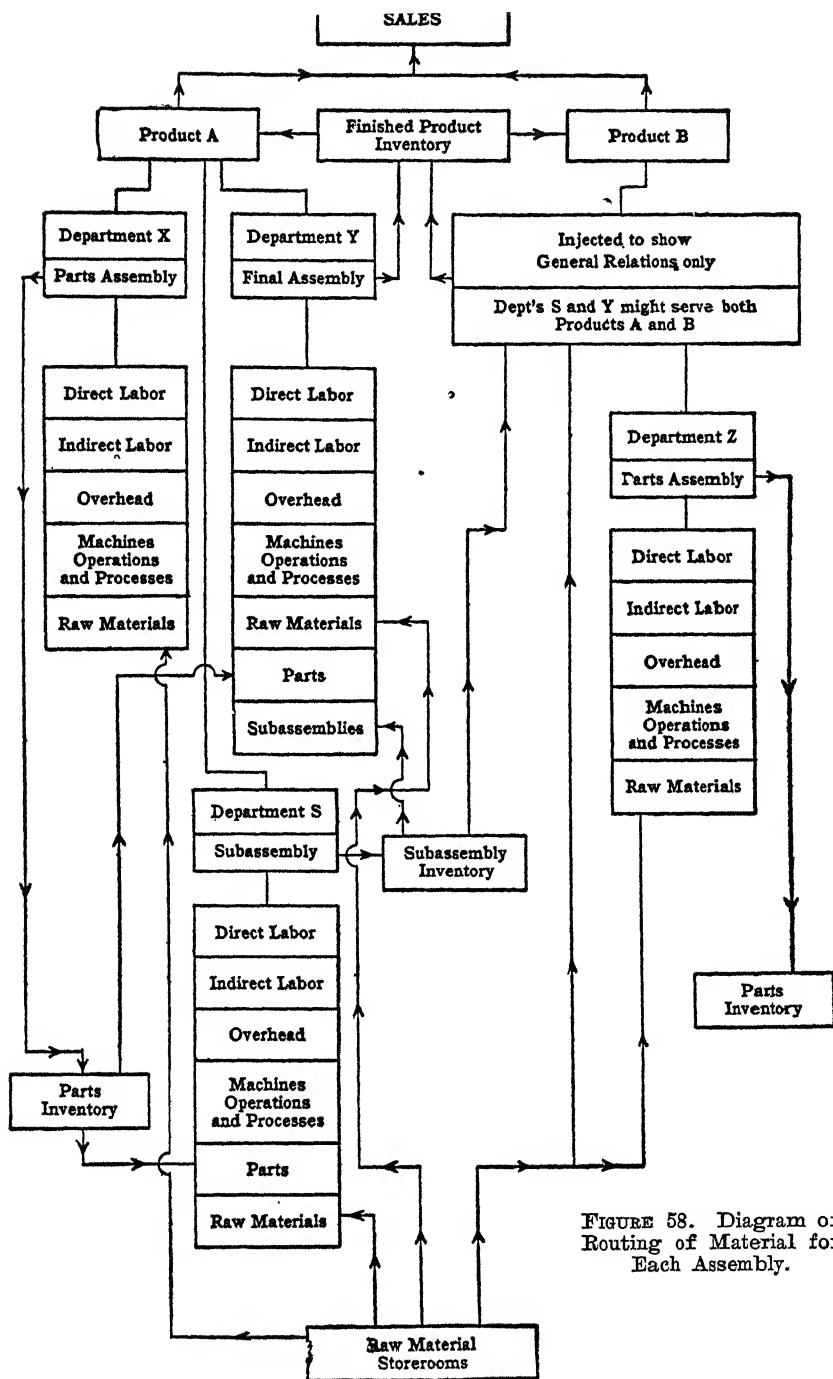 SALES
Product A
Finished Product
Inventory
Product B
Department X
Parts Assembly
Department Y
Final Assembly
Injected to show
General Relations only
Dept's S and Y might serve both
Products A and B
Direct Labor
Indirect Labor
Overhead
Machines
Operations
and Processes
Raw Materials
Direct Labor
Indirect Labor
Overhead
Machines
Operations
and Processes
Raw Materials
Parts
Subassemblies
Department Z
Parts Assembly
Direct Labor
Indirect Labor
Overhead
Machines
Operations
and Processes
Raw Materials
Department S
Subassembly
Subassembly
Inventory
Direct Labor
Indirect Labor
Overhead
Machines
Operations
and Processes
Parts
Raw Materials
Parts
Inventory
Parts
Inventory
Raw Material
Storerooms
FIGURE 58. Diagram of
Routing of Material for
Each Assembly.